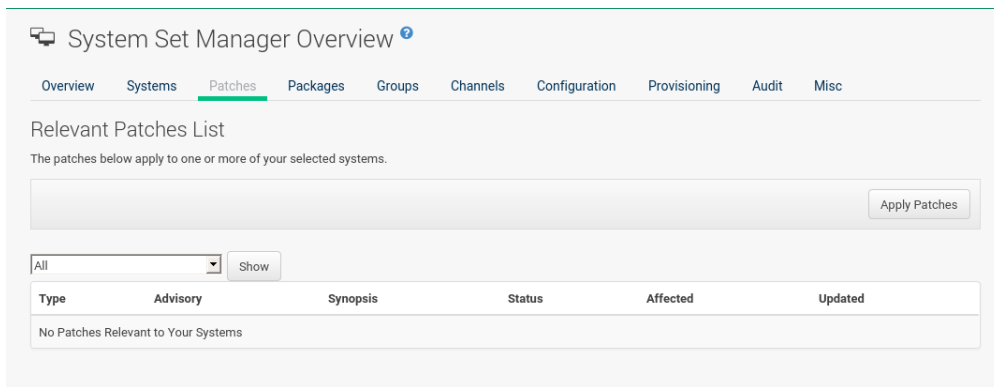 System Set Manager Overview ?
Overview Systems Patches Packages Groups Channels Configuration Provisioning Audit Misc
Relevant Patches List
The patches below apply to one or more of your selected systems.
Apply Patches
All Show
Type Advisory Synopsis Status Affected Updated
No Patches Relevant to Your Systems